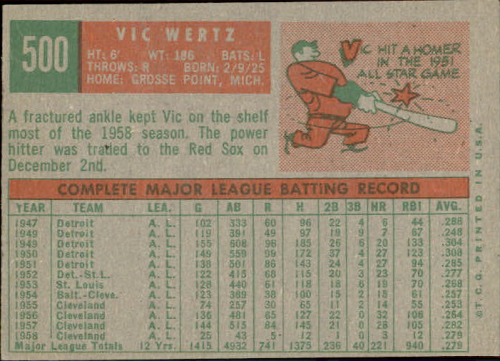 500
VIC WERTZ
HT: 6' WT: 186 BATS: L
THROWS: R BORN: 2/9/25
HOME: GROSSE POINT, MICH.
VIC HIT A HOMER
IN THE 1951
ALL STAR GAME
A fractured ankle kept Vic on the shelf
most of the 1958 season. The power
hitter was traded to the Red Sox on
December 2nd.
COMPLETE MAJOR LEAGUE BATTING RECORD
YEAR TEAM LEA. G AB R H 2B 3B HR RBI AVG.
1947 Detroit A. L. 102 333 60 96 22 4 6 44 .288
1948 Detroit A. L. 119 391 49 97 19 9 7 67 .248
1949 Detroit A. L. 155 608 96 185 26 6 20 133 .304
1950 Detroit A. L. 149 559 99 172 37 4 27 123 .308
1951 Detroit A. L. 138 501 86 143 24 4 27 94 .285
1952 Det.-St.L. A. L. 122 415 68 115 20 3 23 70 .277
1953 St. Louis A. L. 128 440 61 118 18 6 19 70 .268
1954 Balt.-Cleve. A. L. 123 389 38 100 15 2 15 61 .257
1955 Cleveland A. L. 74 257 30 65 11 2 14 55 .253
1956 Cleveland A. L. 136 481 65 127 22 0 32 106 .264
1957 Cleveland A. L. 144 515 84 145 21 0 28 105 .282
1958 Cleveland A. L. 25 43 5 12 1 0 3 12 .279
Major League Totals 12 Yrs. 1415 4932 741 1375 236 40 221 940 .279
©T.C.G. PRINTED IN U.S.A.